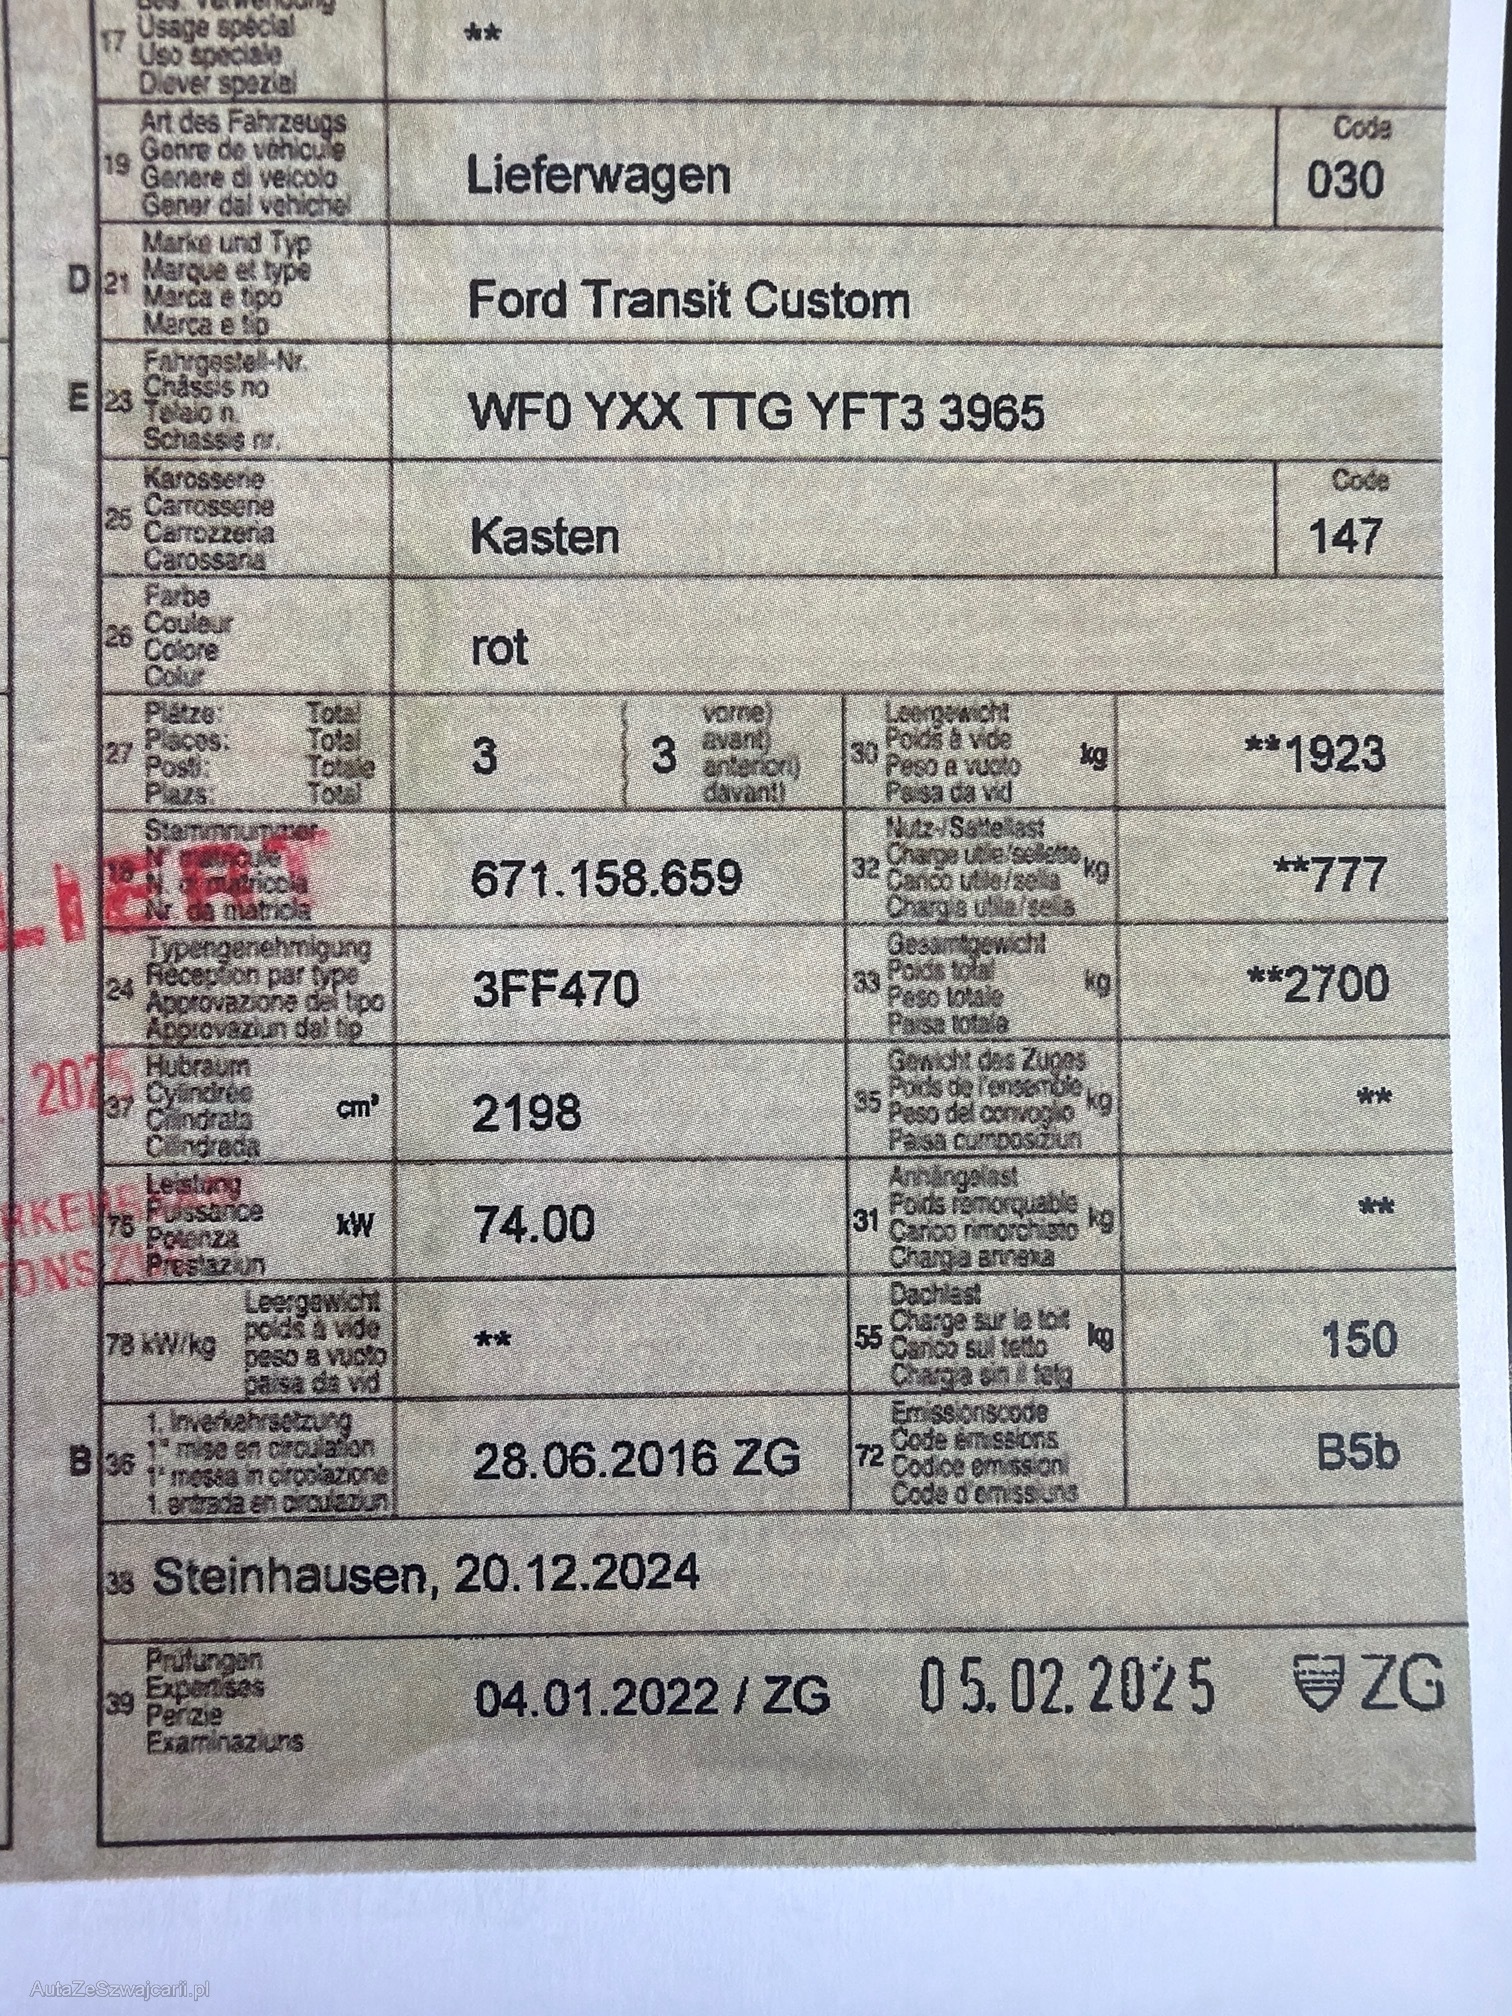 17 Usage spécial **
Uso speciale
Diever spezial
Art des Fahrzeugs Code
19 Genre de véhicule Lieferwagen 030
Genere di veicolo
Gener dal vehichel
Marke und Typ
D 21 Marque et type Ford Transit Custom
Marca e tipo
Marca e tip
Fahrgestell-Nr.
E 23 Châssis no WF0 YXX TTG YFT3 3965
Telaio n.
Schassis nr.
Karosserie Code
25 Carrosserie Kasten 147
Carrozzeria
Carossaria
Farbe
26 Couleur rot
Colore
Colur
Plätze: Total vorne) Leergewicht
27 Places: Total 3 3 avant) 30 Poids à vide kg **1923
Posti: Totale anteriori) Peso a vuoto
Plazs: Total davant) Paisa da vid
Stammnummer Nutz-/Sattellast
18 N° matricule 671.158.659 32 Charge utile/sellette kg **777
N. di matricola Carico utile/sella
Nr. da matricla Chargia utila/sella
LIERT
Typengenehmigung Gesamtgewicht
24 Réception par type 3FF470 33 Poids total kg **2700
Approvazione del tipo Peso totale
Approvaziun dal tip Paisa totala
2025
Hubraum Gewicht des Zuges
37 Cylindrée cm³ 2198 35 Poids de l'ensemble kg **
Cilindrata Peso del convoglio
Cilindrada Paisa cumposiziun
Leistung Anhängelast
76 Puissance kW 74.00 31 Poids remorquable kg **
Potenza Carico rimorchiato
Prestaziun Chargia annexa
Leergewicht Dachlast
78 kW/kg poids à vide ** 55 Charge sur le toit kg 150
peso a vuoto Carico sul tetto
paisa da vid Chargia sin il tetg
1. Inverkehrsetzung Emissionscode
B 36 1re mise en circulation 28.06.2016 ZG 72 Code émissions B5b
1a messa in circolazione Codice emissioni
1. entrada en circulaziun Code d'emissiuns
38 Steinhausen, 20.12.2024
Prüfungen
39 Expertises 04.01.2022 / ZG 05.02.2025 ZG
Perizie
Examinaziuns
AutaZeSzwajcarii.pl